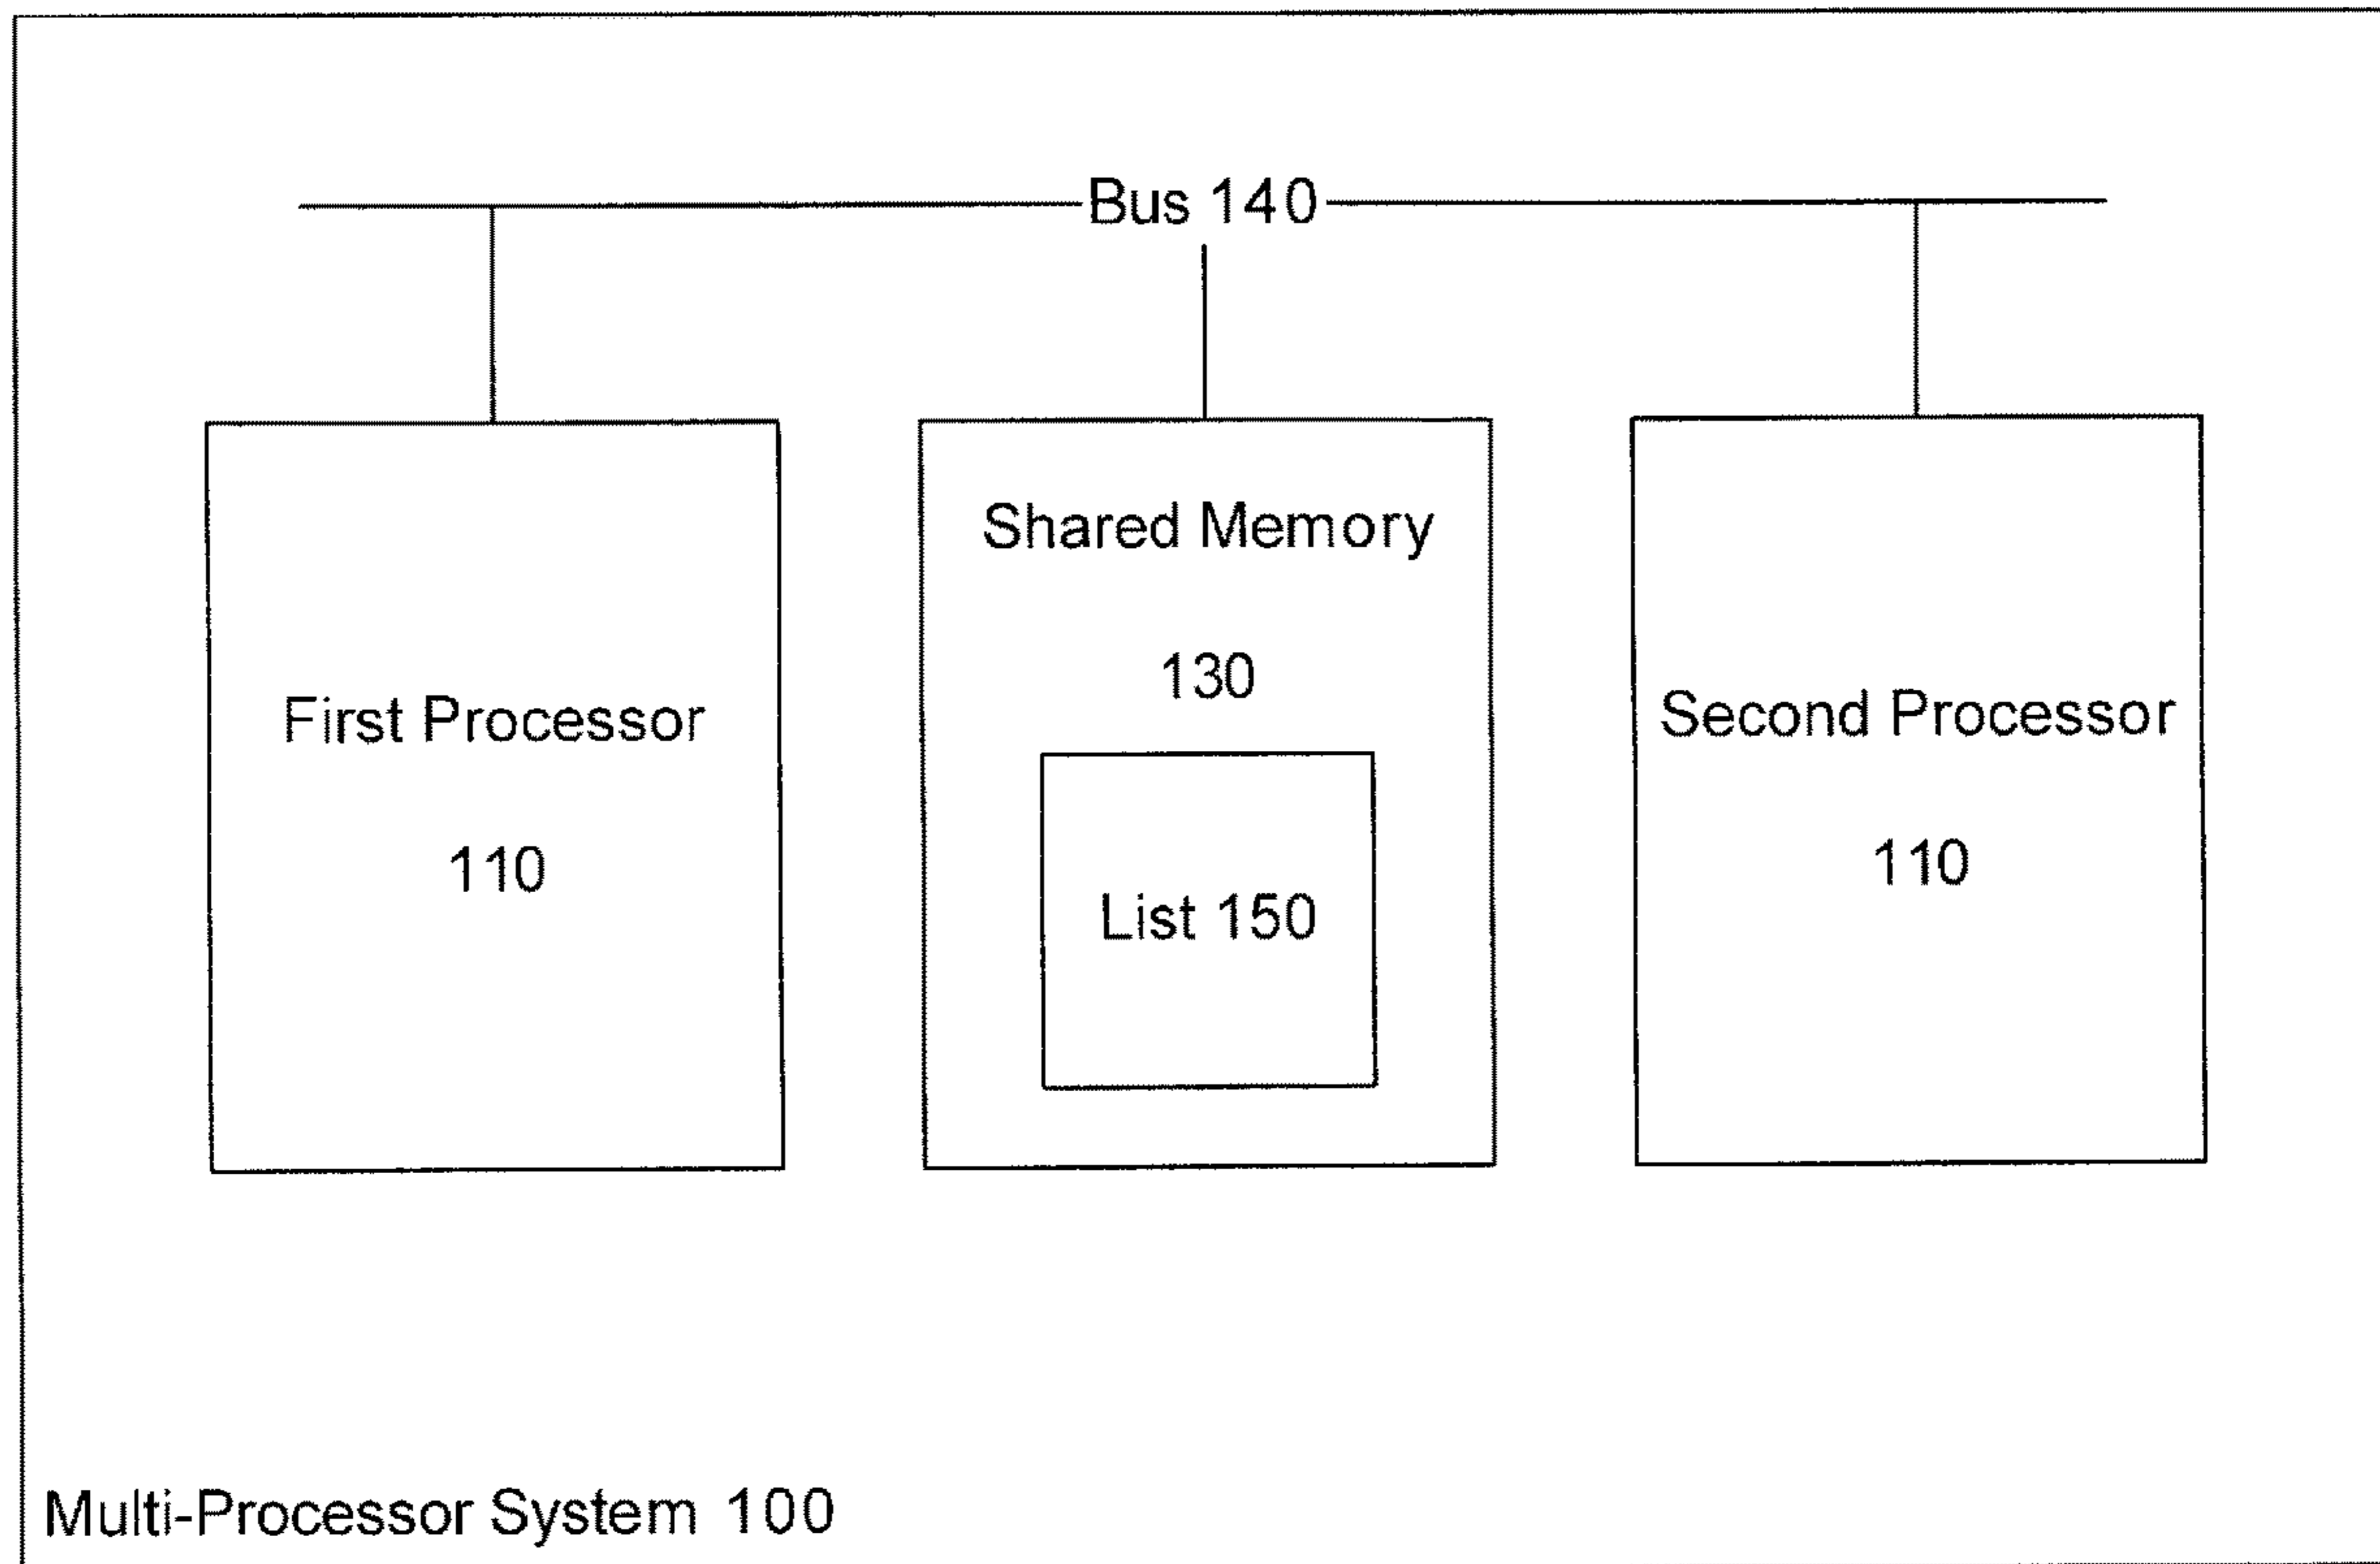 Bus 140
First Processor
110
Shared Memory
130
List 150
Second Processor
110
Multi-Processor System 100